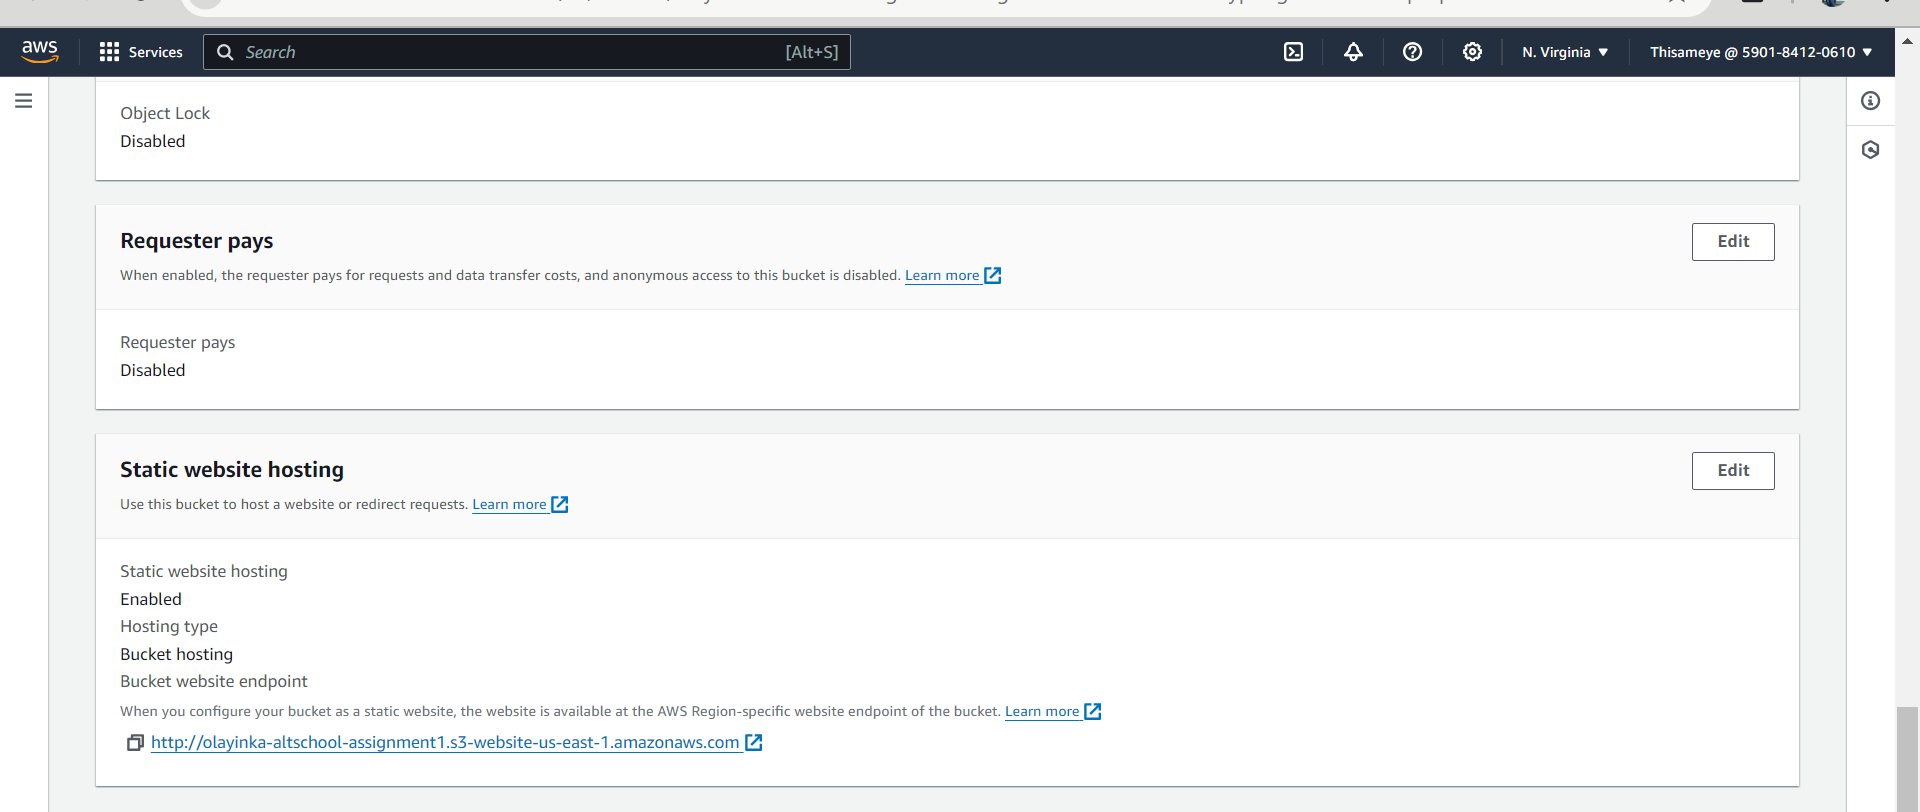 aws
Services
Search
[Alt+S]
N. Virginia
Thisameye @ 5901-8412-0610
Object Lock
Disabled
Requester pays
Edit
When enabled, the requester pays for requests and data transfer costs, and anonymous access to this bucket is disabled. Learn more
Requester pays
Disabled
Static website hosting
Edit
Use this bucket to host a website or redirect requests. Learn more
Static website hosting
Enabled
Hosting type
Bucket hosting
Bucket website endpoint
When you configure your bucket as a static website, the website is available at the AWS Region-specific website endpoint of the bucket. Learn more
http://olayinka-altschool-assignment1.s3-website-us-east-1.amazonaws.com